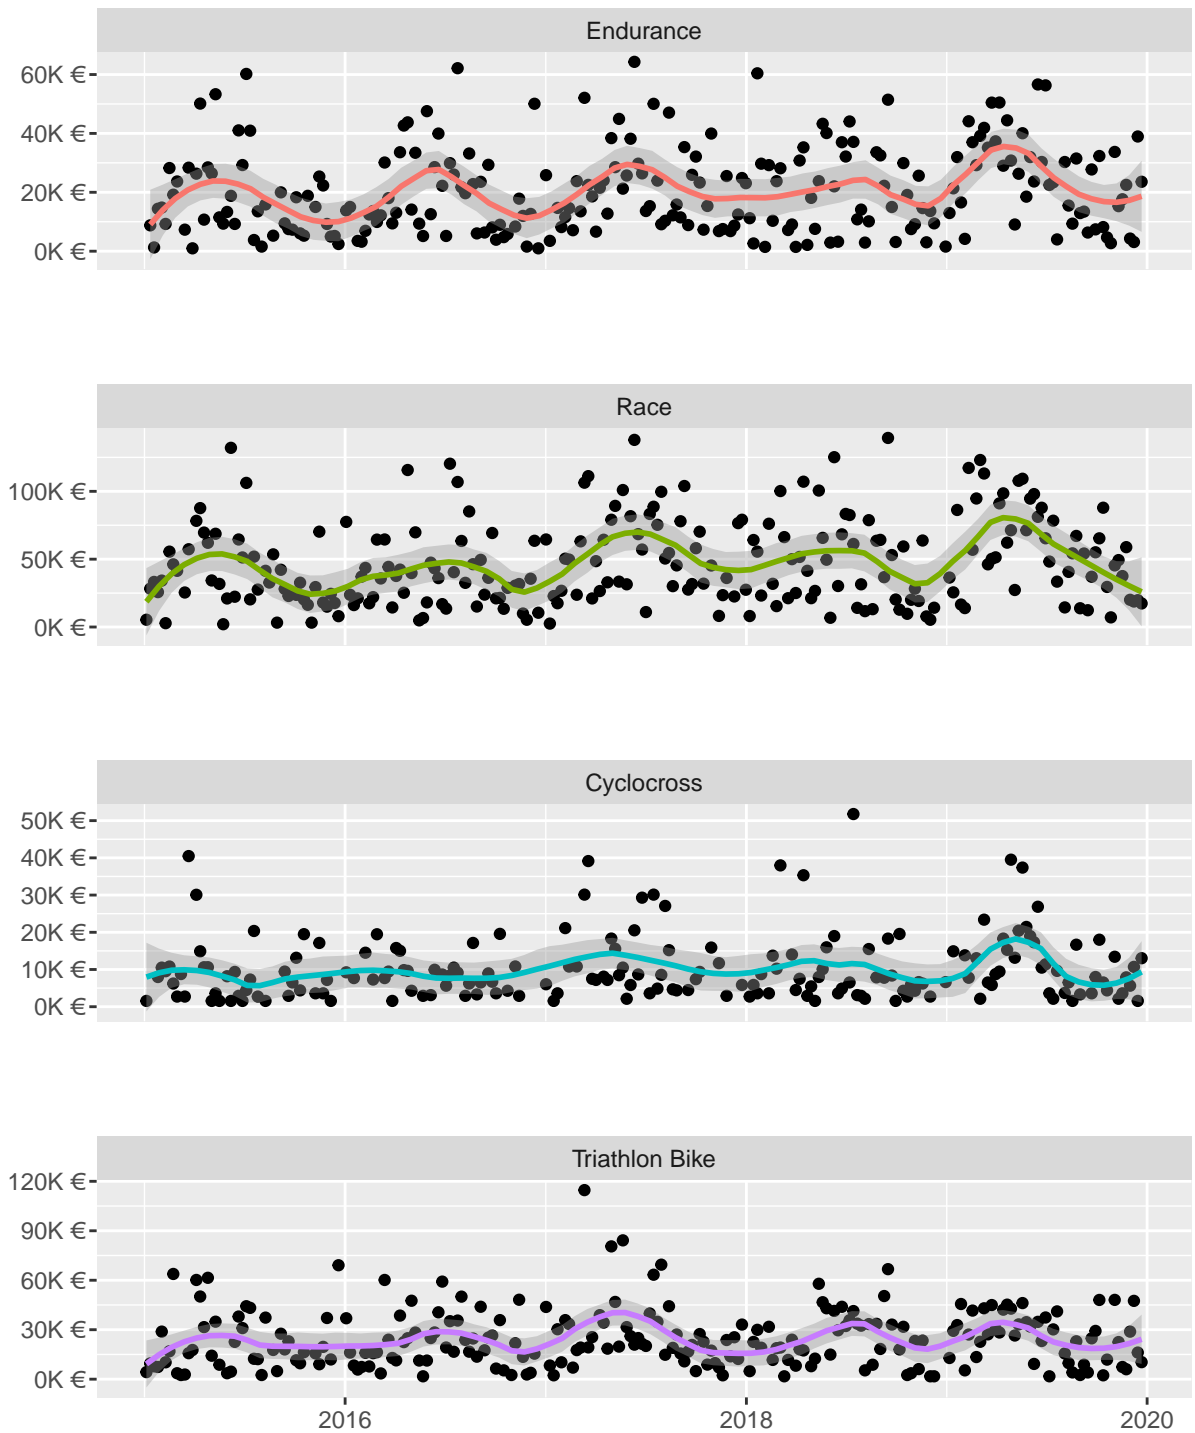 Endurance
60K €
40K €
20K €
0K €
Race
100K €
50K €
0K €
Cyclocross
50K €
40K €
30K €
20K €
10K €
0K €
Triathlon Bike
120K €
90K €
60K €
30K €
0K €
2016 2018 2020